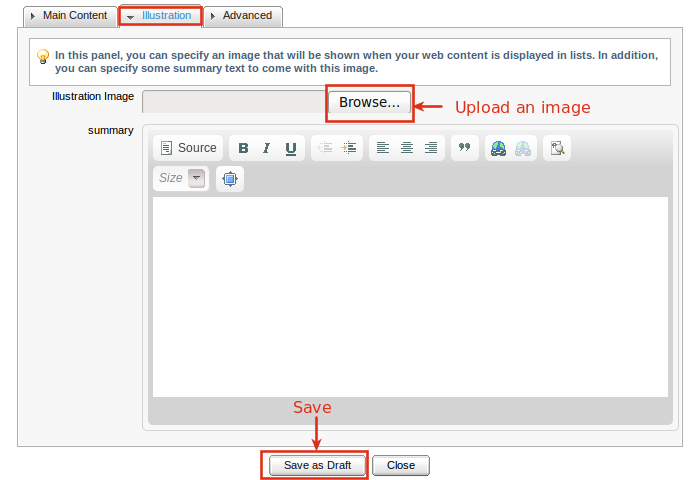 Main Content Illustration Advanced
In this panel, you can specify an image that will be shown when your web content is displayed in lists. In addition,
you can specify some summary text to come with this image.
Illustration Image Browse... Upload an image
summary
Source B I U
Size
Save
Save as Draft Close